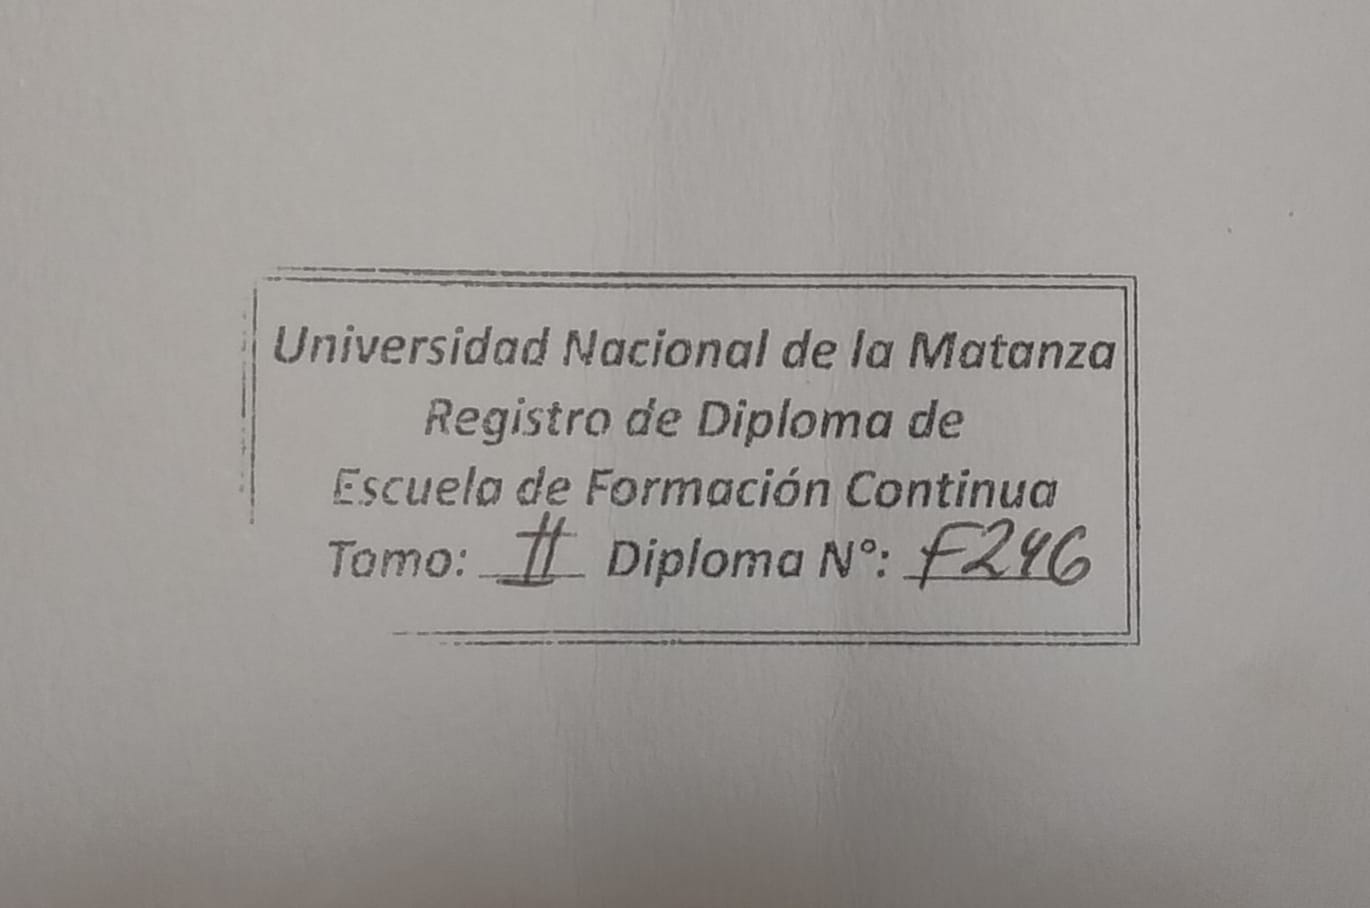 Universidad Nacional de la Matanza
Registro de Diploma de
Escuela de Formación Continua
Tomo: II Diploma N°: F246